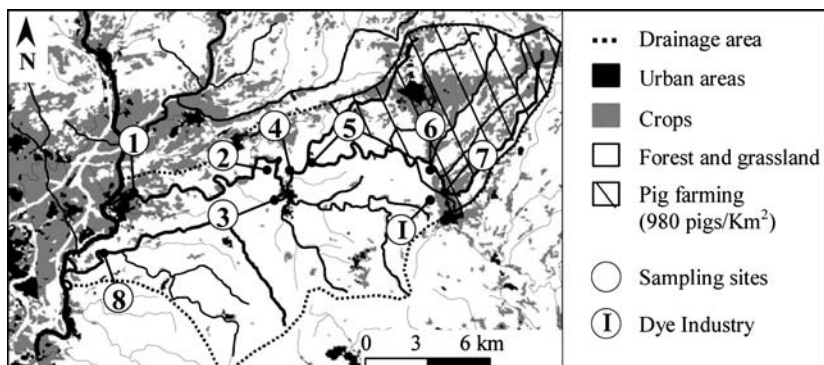 N
1
2
3
4
5
6
7
8
I
0 3 6 km
Drainage area
Urban areas
Crops
Forest and grassland
Pig farming
(980 pigs/Km²)
Sampling sites
I Dye Industry